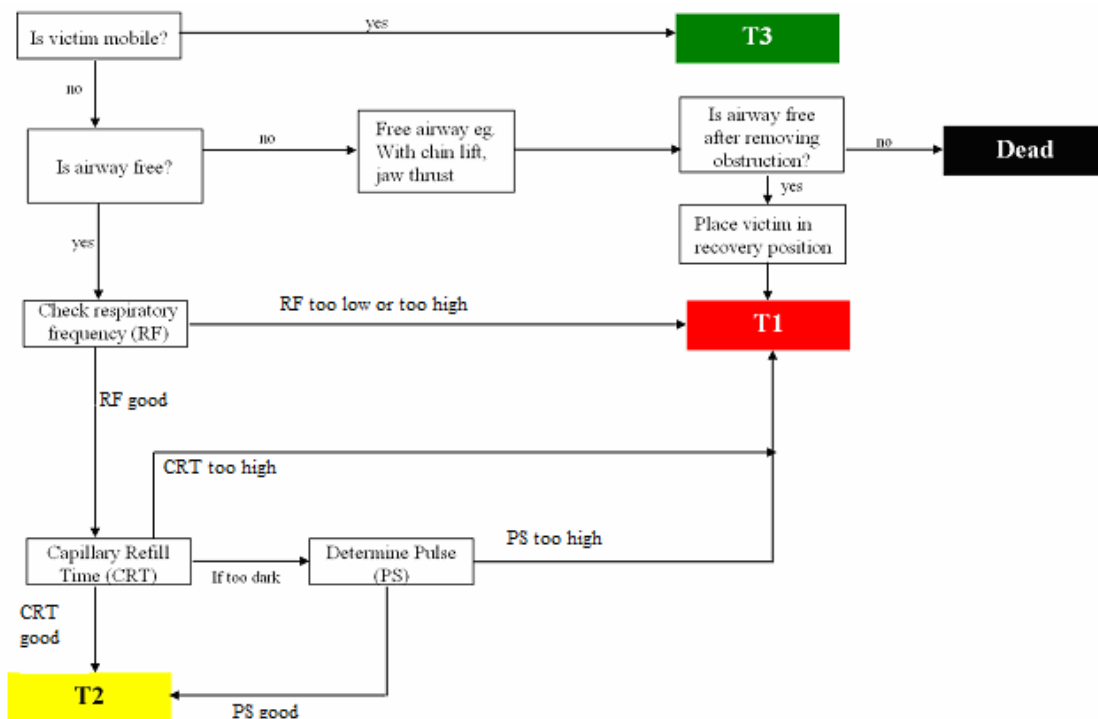 Is victim mobile?
yes
T3
no
Is airway free?
no
Free airway eg.
With chin lift,
jaw thrust
Is airway free
after removing
obstruction?
no
Dead
yes
Place victim in
recovery position
yes
Check respiratory
frequency (RF)
RF too low or too high
T1
RF good
CRT too high
Capillary Refill
Time (CRT)
If too dark
Determine Pulse
(PS)
PS too high
CRT
good
T2
PS good